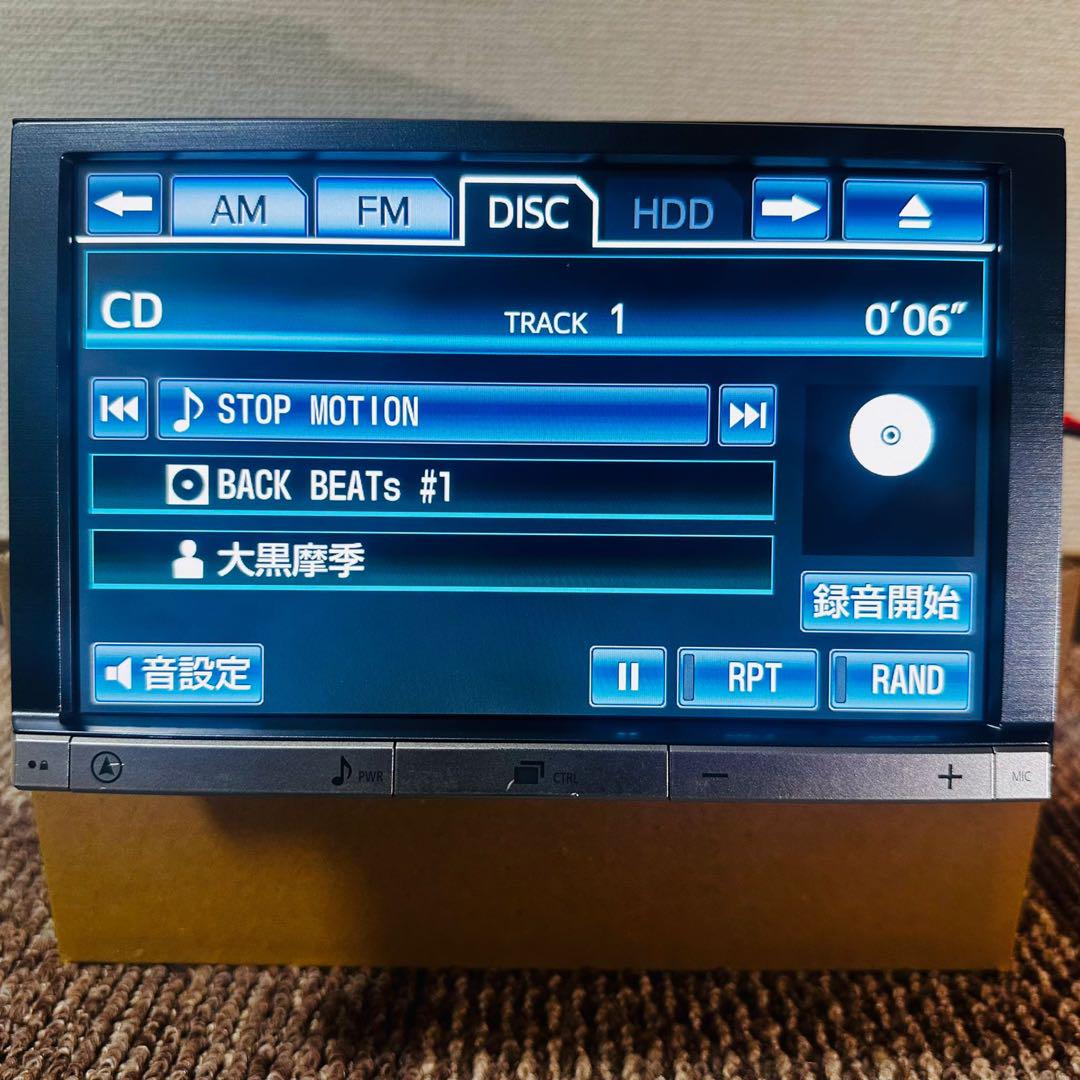 AM FM DISC HDD
CD TRACK 1 0'06"
STOP MOTION
BACK BEATs #1
大黒摩季
録音開始
音設定 RPT RAND
PWR CTRL − + MIC